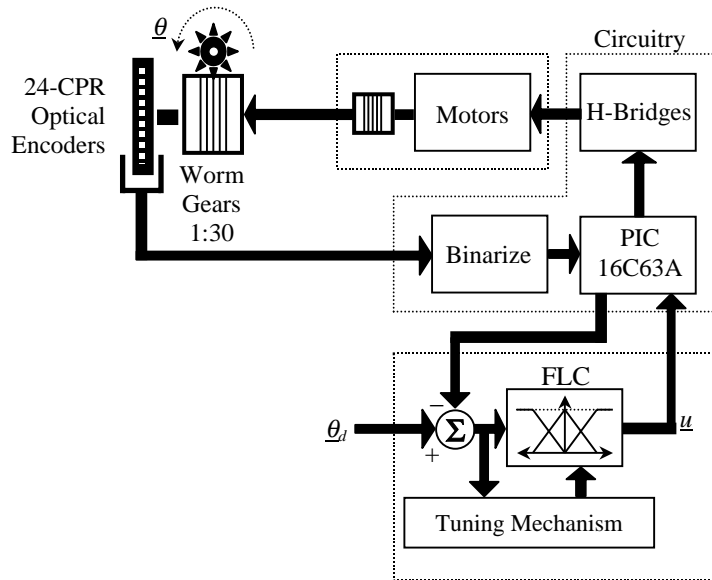 θ
Circuitry
24-CPR
Optical
Encoders
Motors
H-Bridges
Worm
Gears
1:30
Binarize
PIC
16C63A
FLC
−
θd
Σ
u
+
Tuning Mechanism